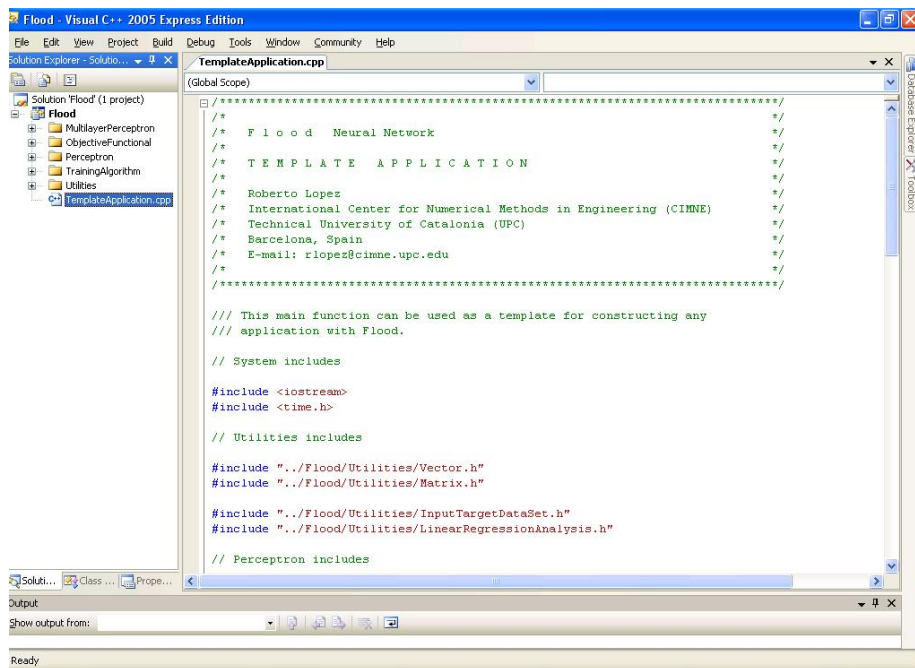 Flood - Visual C++ 2005 Express Edition
File Edit View Project Build Debug Tools Window Community Help
Solution Explorer - Solutio...
TemplateApplication.cpp
(Global Scope)
Solution 'Flood' (1 project)
Flood
MultilayerPerceptron
ObjectiveFunctional
Perceptron
TrainingAlgorithm
Utilities
TemplateApplication.cpp
/******************************************************************************/
/* */
/* F l o o d Neural Network */
/* */
/* T E M P L A T E A P P L I C A T I O N */
/* */
/* Roberto Lopez */
/* International Center for Numerical Methods in Engineering (CIMNE) */
/* Technical University of Catalonia (UPC) */
/* Barcelona, Spain */
/* E-mail: rlopez@cimne.upc.edu */
/* */
/******************************************************************************/
/// This main function can be used as a template for constructing any
/// application with Flood.
// System includes
#include <iostream>
#include <time.h>
// Utilities includes
#include "../Flood/Utilities/Vector.h"
#include "../Flood/Utilities/Matrix.h"
#include "../Flood/Utilities/InputTargetDataSet.h"
#include "../Flood/Utilities/LinearRegressionAnalysis.h"
// Perceptron includes
Database Explorer
Toolbox
Soluti... Class ... Prope...
Output
Show output from:
Ready